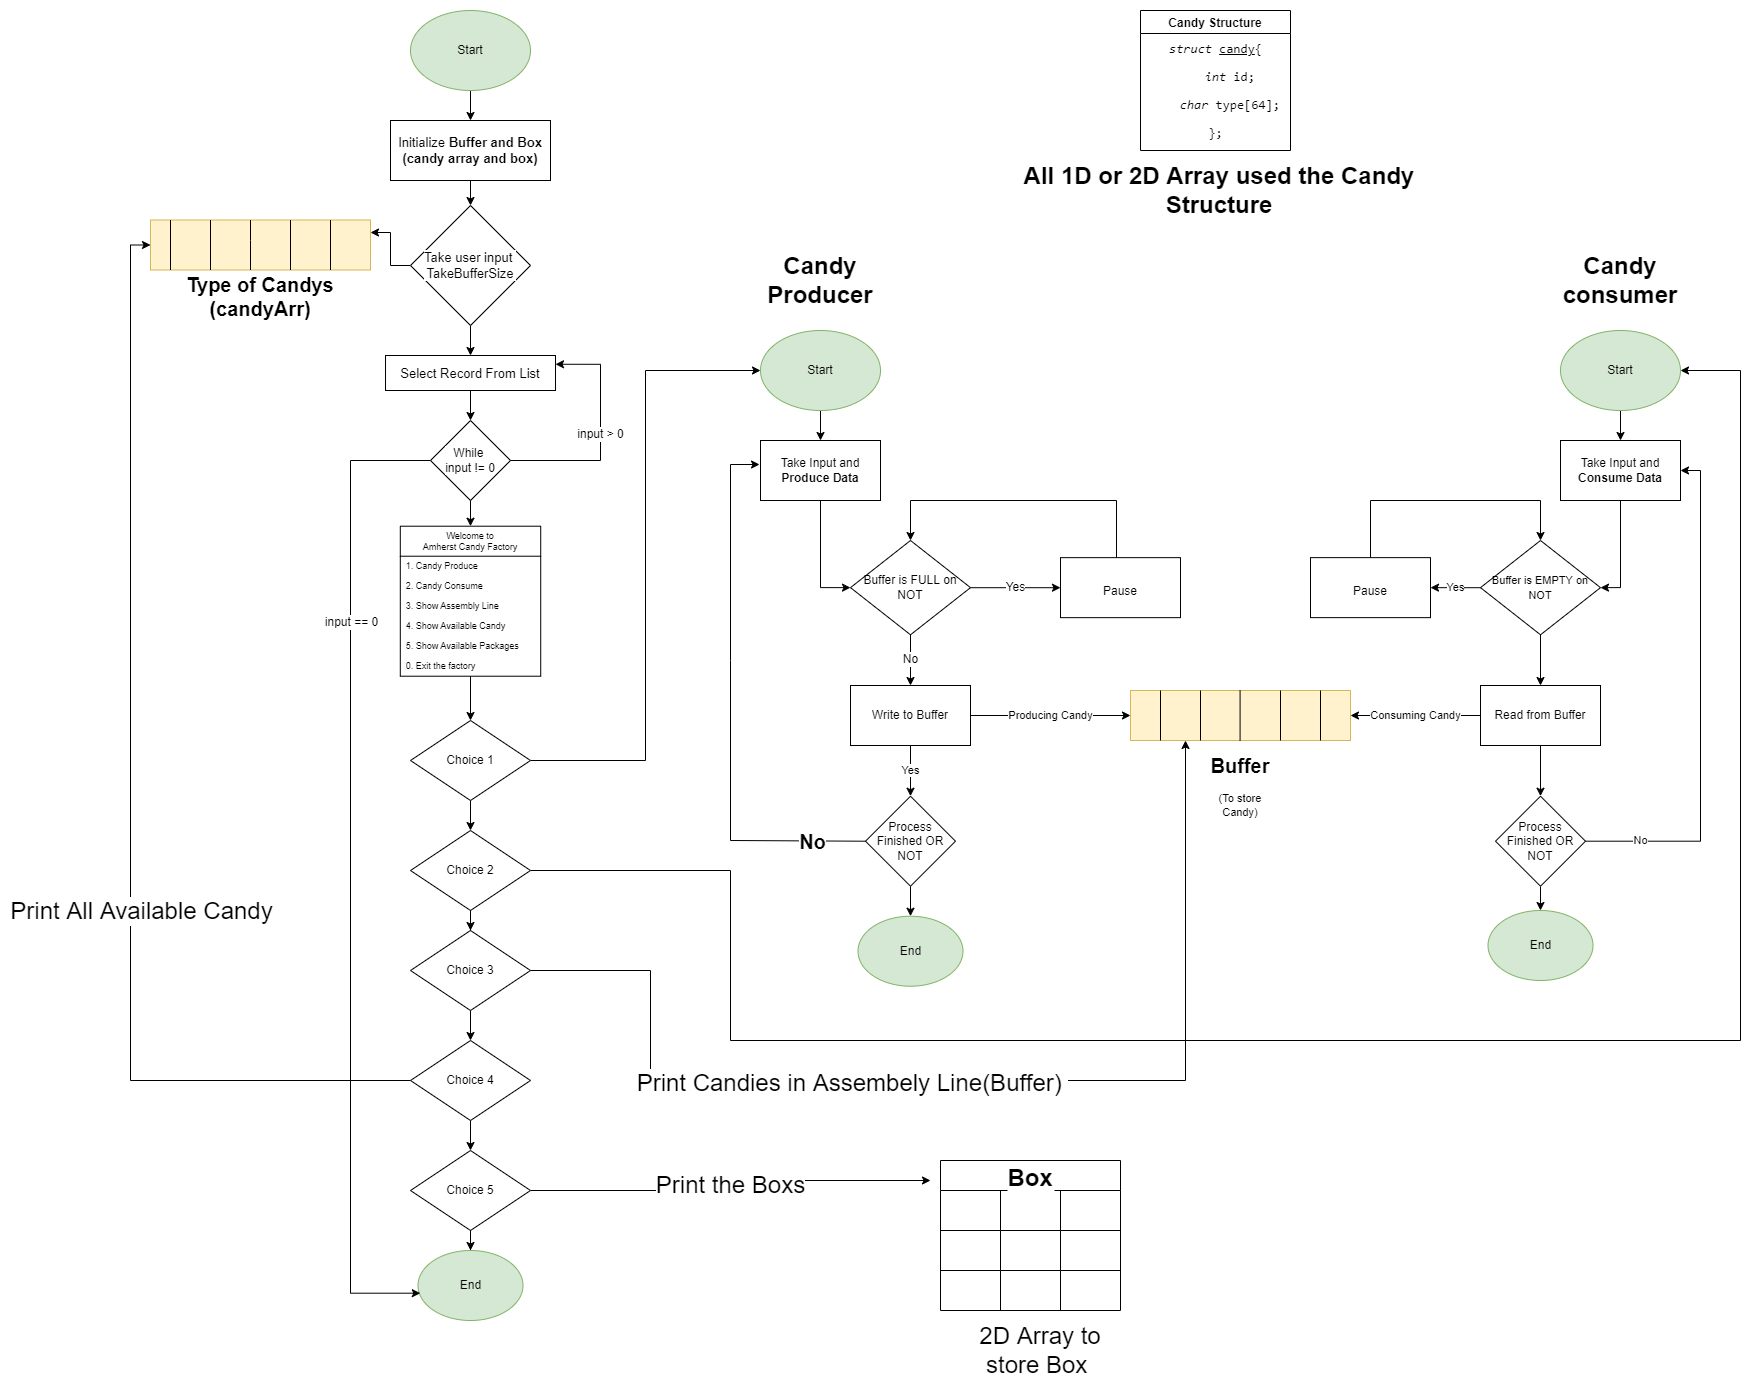 Start
Initialize Buffer and Box
(candy array and box)
Take user input
TakeBufferSize
Type of Candys
(candyArr)
Select Record From List
input > 0
While
input != 0
input == 0
Welcome to
Amherst Candy Factory
1. Candy Produce
2. Candy Consume
3. Show Assembly Line
4. Show Available Candy
5. Show Available Packages
0. Exit the factory
Choice 1
Choice 2
Choice 3
Choice 4
Choice 5
End
Print All Available Candy
Print Candies in Assembely Line(Buffer)
Print the Boxs
Box
2D Array to
store Box
Candy Structure
struct candy{
int id;
char type[64];
};
All 1D or 2D Array used the Candy
Structure
Candy
Producer
Start
Take Input and
Produce Data
Buffer is FULL on
NOT
Yes
Pause
No
Write to Buffer
Producing Candy
Yes
Process
Finished OR
NOT
No
End
Buffer
(To store
Candy)
Candy
consumer
Start
Take Input and
Consume Data
Buffer is EMPTY on
NOT
Yes
Pause
Read from Buffer
Consuming Candy
Process
Finished OR
NOT
No
End